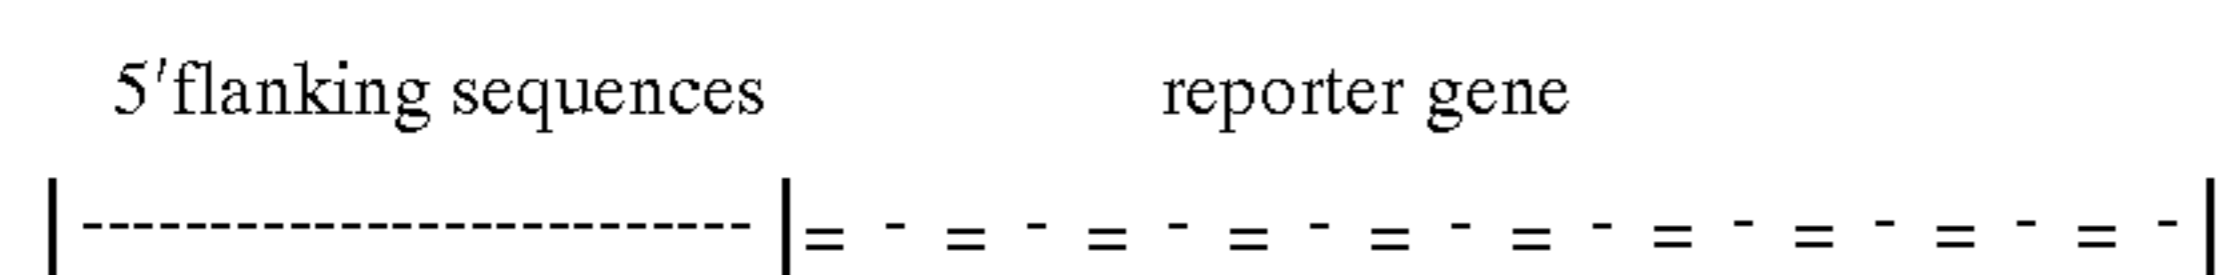 5′flanking sequences reporter gene
|--------------------------|= - = - = - = - = - = - = - = - = - = -|